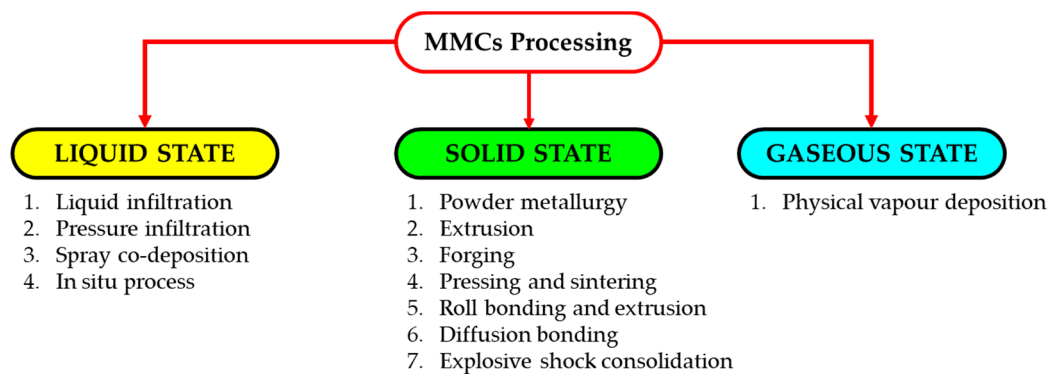 MMCs Processing
LIQUID STATE
1. Liquid infiltration
2. Pressure infiltration
3. Spray co-deposition
4. In situ process
SOLID STATE
1. Powder metallurgy
2. Extrusion
3. Forging
4. Pressing and sintering
5. Roll bonding and extrusion
6. Diffusion bonding
7. Explosive shock consolidation
GASEOUS STATE
1. Physical vapour deposition